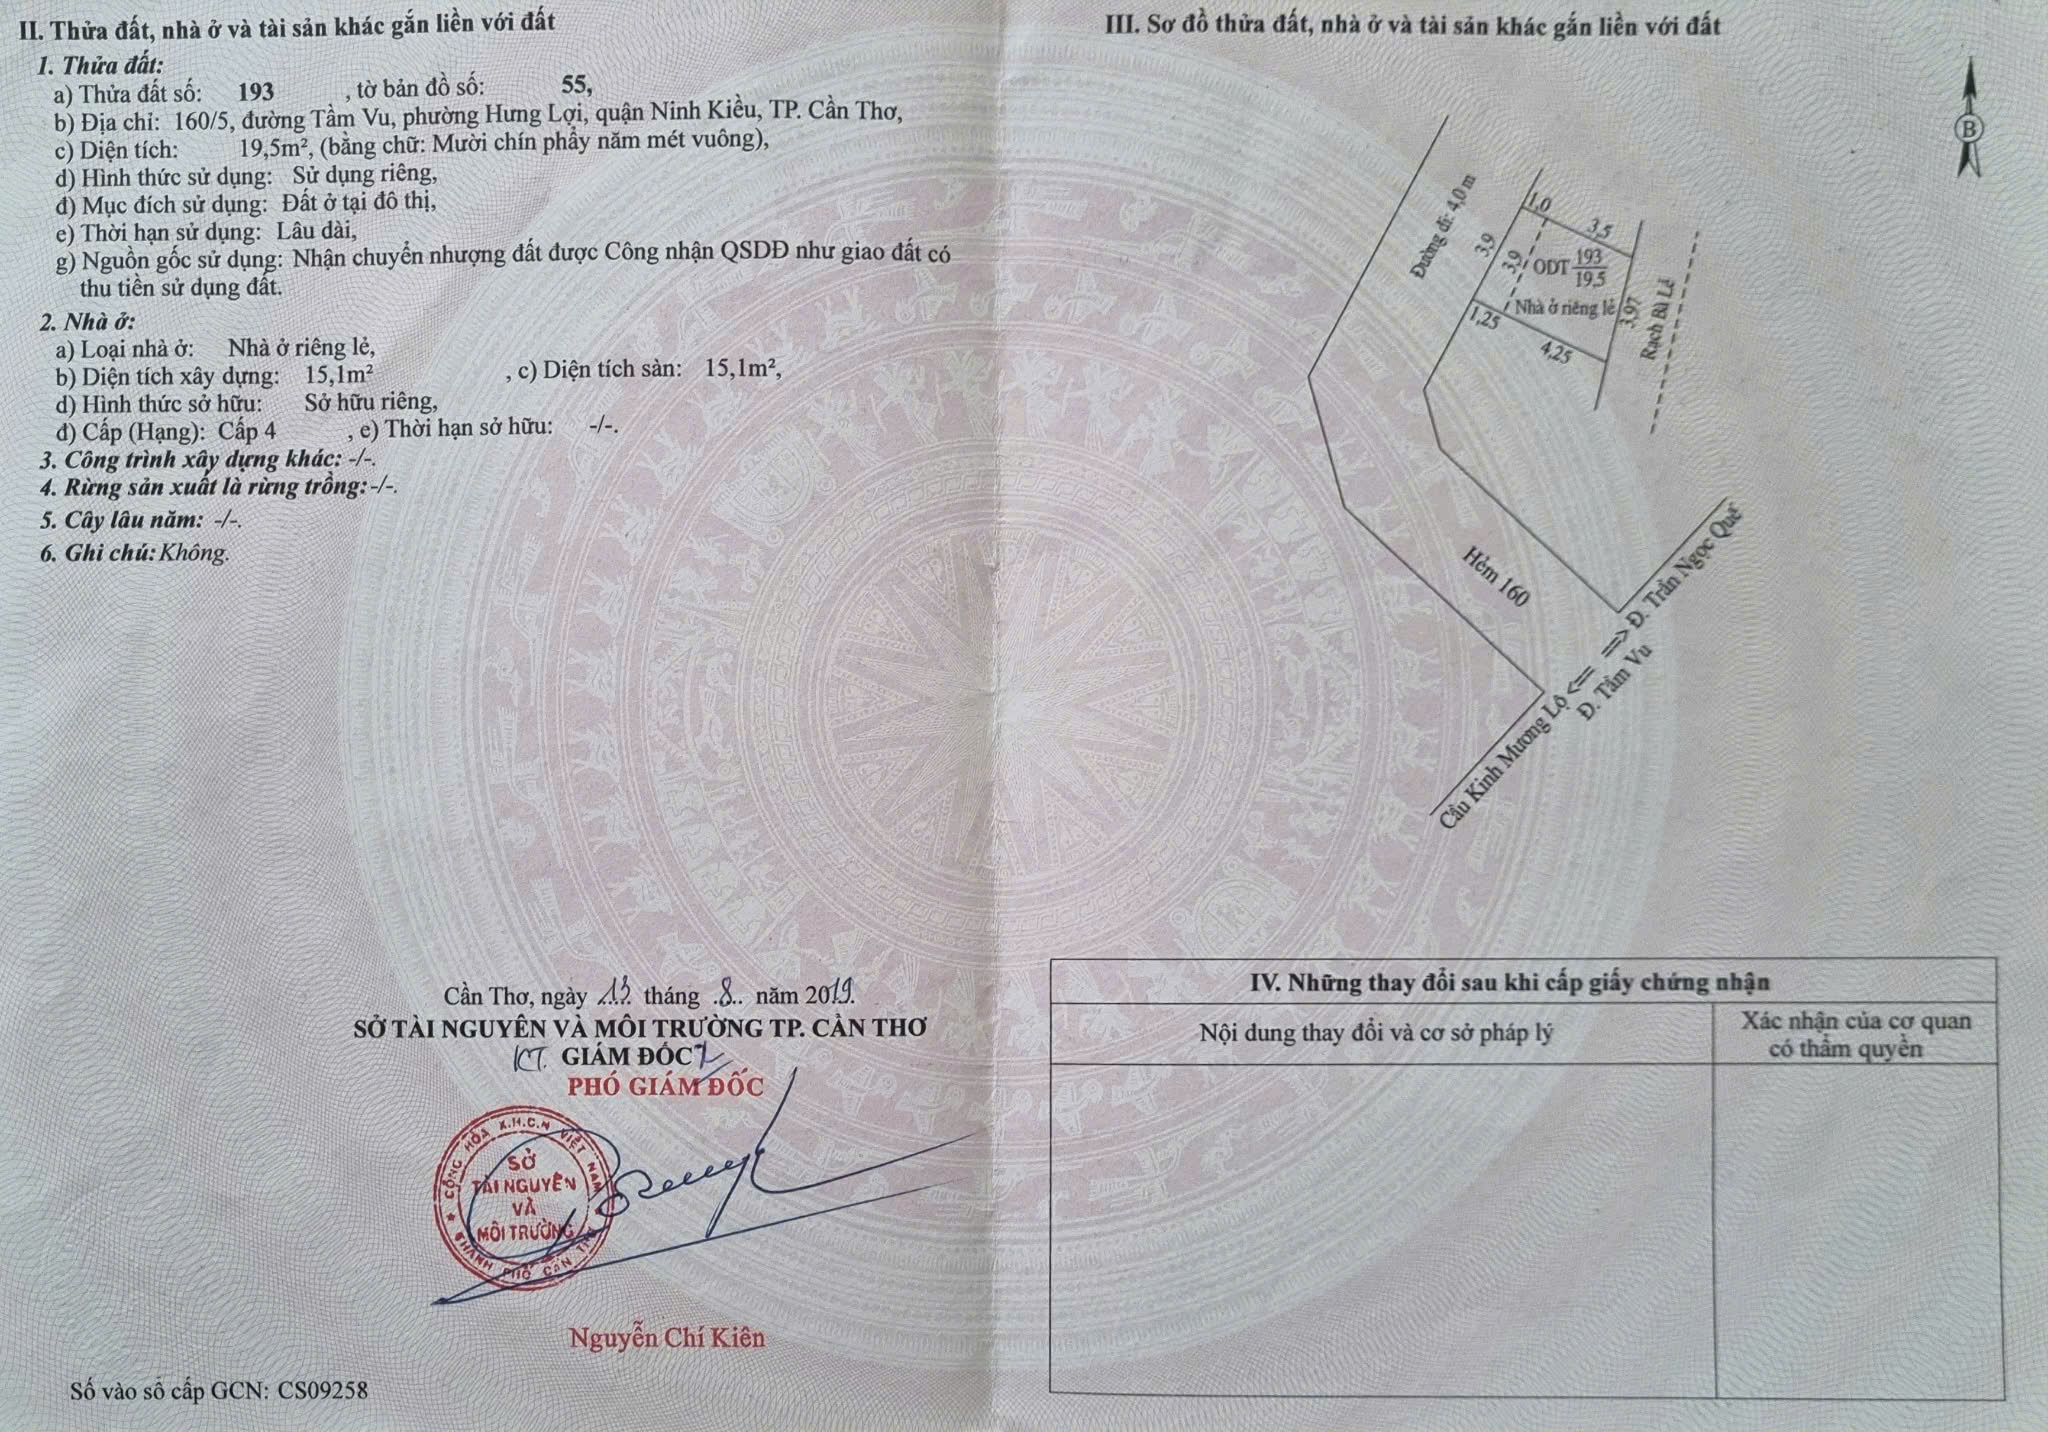 II. Thửa đất, nhà ở và tài sản khác gắn liền với đất
1. Thửa đất:
a) Thửa đất số: 193 , tờ bản đồ số: 55,
b) Địa chỉ: 160/5, đường Tầm Vu, phường Hưng Lợi, quận Ninh Kiều, TP. Cần Thơ,
c) Diện tích: 19,5m², (bằng chữ: Mười chín phẩy năm mét vuông),
d) Hình thức sử dụng: Sử dụng riêng,
đ) Mục đích sử dụng: Đất ở tại đô thị,
e) Thời hạn sử dụng: Lâu dài,
g) Nguồn gốc sử dụng: Nhận chuyển nhượng đất được Công nhận QSDĐ như giao đất có
thu tiền sử dụng đất.
2. Nhà ở:
a) Loại nhà ở: Nhà ở riêng lẻ,
b) Diện tích xây dựng: 15,1m² , c) Diện tích sàn: 15,1m²,
d) Hình thức sở hữu: Sở hữu riêng,
đ) Cấp (Hạng): Cấp 4 , e) Thời hạn sở hữu: -/-.
3. Công trình xây dựng khác: -/-.
4. Rừng sản xuất là rừng trồng: -/-.
5. Cây lâu năm: -/-.
6. Ghi chú: Không.
Cần Thơ, ngày 13 tháng 8 năm 2019.
SỞ TÀI NGUYÊN VÀ MÔI TRƯỜNG TP. CẦN THƠ
KT. GIÁM ĐỐC
PHÓ GIÁM ĐỐC
CỘNG HÒA X.H.C.N VIỆT NAM
SỞ
TÀI NGUYÊN
VÀ
MÔI TRƯỜNG
THÀNH PHỐ CẦN THƠ
Nguyễn Chí Kiên
Số vào sổ cấp GCN: CS09258
III. Sơ đồ thửa đất, nhà ở và tài sản khác gắn liền với đất
B
Đường đi: 4,0 m
1,0
3,5
3,9
3,9
ODT 193
19,5
Nhà ở riêng lẻ
3,97
Rạch Bà Lễ
1,25
4,25
Hẻm 160
Đ. Trần Ngọc Quế
<== ==>
Đ. Tầm Vu
Cầu Kinh Mương Lộ
IV. Những thay đổi sau khi cấp giấy chứng nhận
Nội dung thay đổi và cơ sở pháp lý
Xác nhận của cơ quan
có thẩm quyền